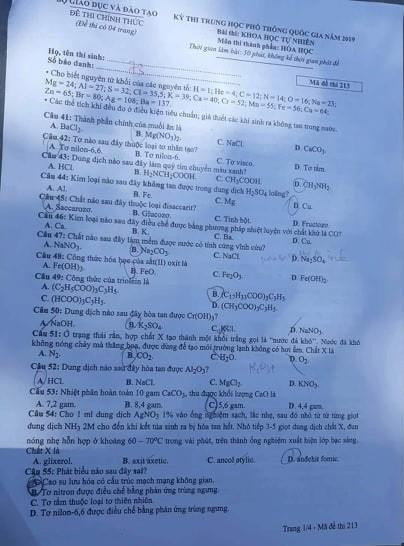 BỘ GIÁO DỤC VÀ ĐÀO TẠO
ĐỀ THI CHÍNH THỨC
(Đề thi có 04 trang)
KỲ THI TRUNG HỌC PHỔ THÔNG QUỐC GIA NĂM 2019
Bài thi: KHOA HỌC TỰ NHIÊN
Môn thi thành phần: HÓA HỌC
Thời gian làm bài: 50 phút, không kể thời gian phát đề
Họ, tên thí sinh:
Số báo danh:
Mã đề thi 213
• Cho biết nguyên tử khối của các nguyên tố: H = 1; He = 4; C = 12; N = 14; O = 16; Na = 23;
Mg = 24; Al = 27; S = 32; Cl = 35,5; K = 39; Ca = 40; Cr = 52; Mn = 55; Fe = 56; Cu = 64;
Zn = 65; Br = 80; Ag = 108; Ba = 137.
• Các thể tích khí đều đo ở điều kiện tiêu chuẩn; giả thiết các khí sinh ra không tan trong nước.
Câu 41: Thành phần chính của muối ăn là
A. BaCl₂. B. Mg(NO₃)₂. C. NaCl. D. CaCO₃.
Câu 42: Tơ nào sau đây thuộc loại tơ nhân tạo?
A. Tơ nilon-6,6. B. Tơ nilon-6. C. Tơ visco. D. Tơ tằm.
Câu 43: Dung dịch nào sau đây làm quỳ tím chuyển màu xanh?
A. HCl. B. H₂NCH₂COOH. C. CH₃COOH. D. CH₃NH₂.
Câu 44: Kim loại nào sau đây không tan được trong dung dịch H₂SO₄ loãng?
A. Al. B. Fe. C. Mg. D. Cu.
Câu 45: Chất nào sau đây thuộc loại đisaccarit?
A. Saccarozơ. B. Glucozơ. C. Tinh bột. D. Fructozơ.
Câu 46: Kim loại nào sau đây điều chế được bằng phương pháp nhiệt luyện với chất khử là CO?
A. Ca. B. K. C. Ba. D. Cu.
Câu 47: Chất nào sau đây làm mềm được nước có tính cứng vĩnh cửu?
A. NaNO₃. B. Na₂CO₃. C. NaCl. D. Na₂SO₄
Câu 48: Công thức hóa học của sắt(II) oxit là
A. Fe(OH)₃. B. FeO. C. Fe₂O₃. D. Fe(OH)₂.
Câu 49: Công thức của triolein là
A. (C₂H₅COO)₃C₃H₅. B. (C₁₇H₃₃COO)₃C₃H₅.
C. (HCOO)₃C₃H₅. D. (CH₃COO)₃C₃H₅.
Câu 50: Dung dịch nào sau đây hòa tan được Cr(OH)₃?
A. NaOH. B. K₂SO₄. C. KCl. D. NaNO₃.
Câu 51: Ở trạng thái rắn, hợp chất X tạo thành một khối trắng gọi là "nước đá khô". Nước đá khô
không nóng chảy mà thăng hoa, được dùng để tạo môi trường lạnh không có hơi ẩm. Chất X là
A. N₂. B. CO₂. C. H₂O. D. O₂.
Câu 52: Dung dịch nào sau đây hòa tan được Al₂O₃?
A. HCl. B. NaCl. C. MgCl₂. D. KNO₃.
Câu 53: Nhiệt phân hoàn toàn 10 gam CaCO₃, thu được khối lượng CaO là
A. 7,2 gam. B. 8,4 gam. C. 5,6 gam. D. 4,4 gam.
Câu 54: Cho 1 ml dung dịch AgNO₃ 1% vào ống nghiệm sạch, lắc nhẹ, sau đó nhỏ từ từ từng giọt
dung dịch NH₃ 2M cho đến khi kết tủa sinh ra bị hòa tan hết. Nhỏ tiếp 3-5 giọt dung dịch chất X, đun
nóng nhẹ hỗn hợp ở khoảng 60 – 70°C trong vài phút, trên thành ống nghiệm xuất hiện lớp bạc sáng.
Chất X là
A. glixerol. B. axit axetic. C. ancol etylic. D. anđehit fomic.
Câu 55: Phát biểu nào sau đây sai?
A. Cao su lưu hóa có cấu trúc mạch mạng không gian.
B. Tơ nitron được điều chế bằng phản ứng trùng ngưng.
C. Tơ tằm thuộc loại tơ thiên nhiên.
D. Tơ nilon-6,6 được điều chế bằng phản ứng trùng ngưng.
Trang 1/4 - Mã đề thi 213